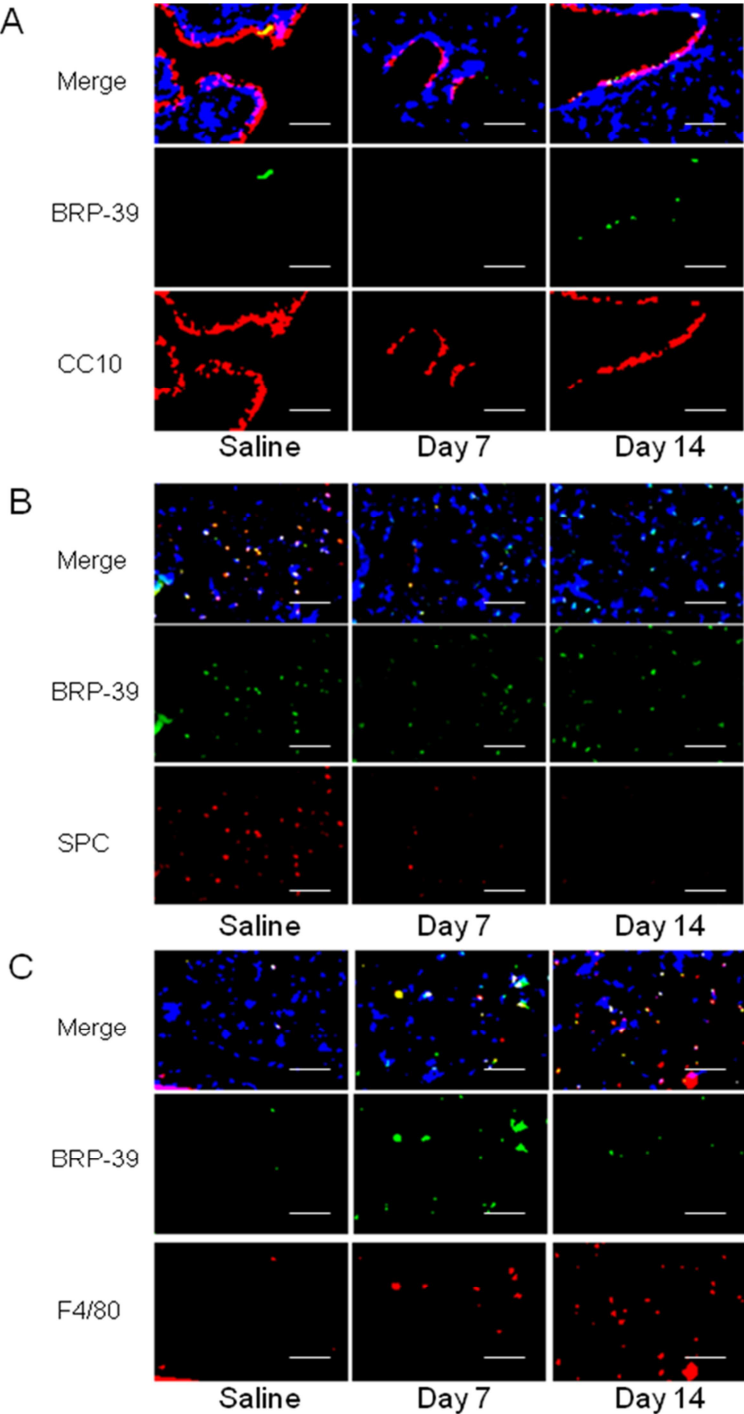 A
Merge
BRP-39
CC10
Saline Day 7 Day 14
B
Merge
BRP-39
SPC
Saline Day 7 Day 14
C
Merge
BRP-39
F4/80
Saline Day 7 Day 14